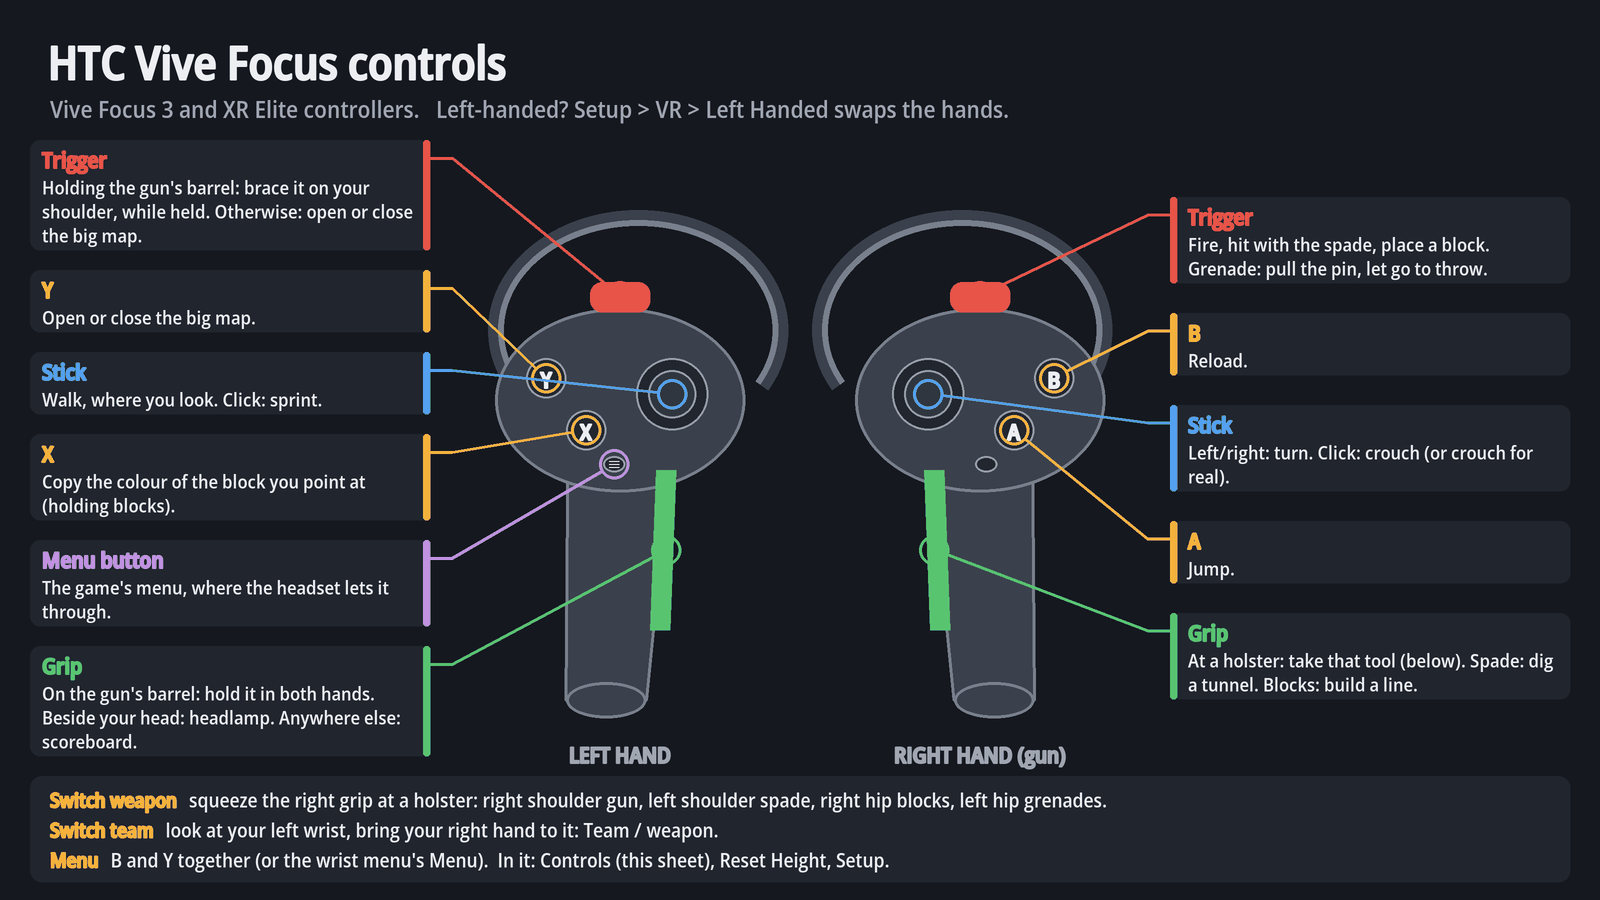 HTC Vive Focus controls
Vive Focus 3 and XR Elite controllers.   Left-handed? Setup > VR > Left Handed swaps the hands.
Trigger
Holding the gun's barrel: brace it on your
shoulder, while held. Otherwise: open or close
the big map.
Y
Open or close the big map.
Stick
Walk, where you look. Click: sprint.
X
Copy the colour of the block you point at
(holding blocks).
Menu button
The game's menu, where the headset lets it
through.
Grip
On the gun's barrel: hold it in both hands.
Beside your head: headlamp. Anywhere else:
scoreboard.
Y
X
LEFT HAND
B
A
RIGHT HAND (gun)
Trigger
Fire, hit with the spade, place a block.
Grenade: pull the pin, let go to throw.
B
Reload.
Stick
Left/right: turn. Click: crouch (or crouch for
real).
A
Jump.
Grip
At a holster: take that tool (below). Spade: dig
a tunnel. Blocks: build a line.
Switch weapon  squeeze the right grip at a holster: right shoulder gun, left shoulder spade, right hip blocks, left hip grenades.
Switch team  look at your left wrist, bring your right hand to it: Team / weapon.
Menu  B and Y together (or the wrist menu's Menu).  In it: Controls (this sheet), Reset Height, Setup.